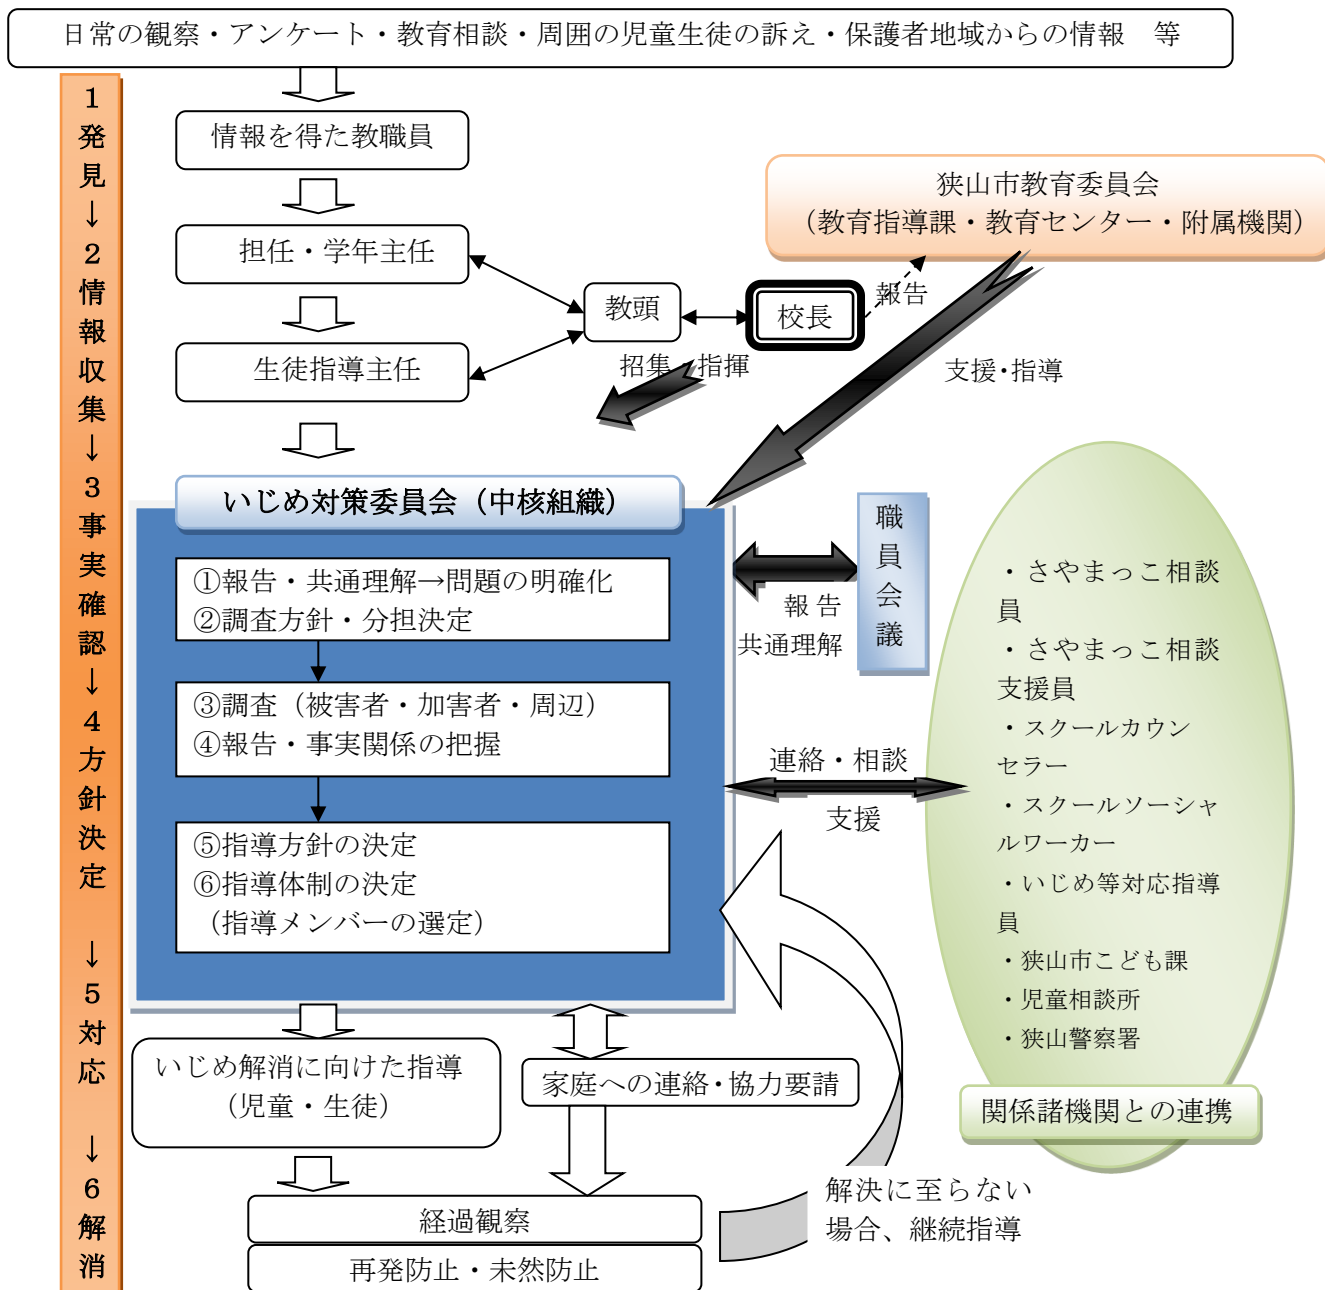 日常の観察・アンケート・教育相談・周囲の児童生徒の訴え・保護者地域からの情報　等
1発見↓2情報収集↓3事実確認↓4方針決定　↓5対応　↓6解消
情報を得た教職員
担任・学年主任
生徒指導主任
教頭
校長
狭山市教育委員会
（教育指導課・教育センター・附属機関）
報告
招集・指揮
支援・指導
いじめ対策委員会（中核組織）
①報告・共通理解→問題の明確化
②調査方針・分担決定
③調査（被害者・加害者・周辺）
④報告・事実関係の把握
⑤指導方針の決定
⑥指導体制の決定
（指導メンバーの選定）
職員会議
報 告
共通理解
連絡・相談
支援
・さやまっこ相談
員
・さやまっこ相談
支援員
・スクールカウン
セラー
・スクールソーシャ
ルワーカー
・いじめ等対応指導
員
・狭山市こども課
・児童相談所
・狭山警察署
関係諸機関との連携
いじめ解消に向けた指導
（児童・生徒）
家庭への連絡・協力要請
経過観察
再発防止・未然防止
解決に至らない
場合、継続指導